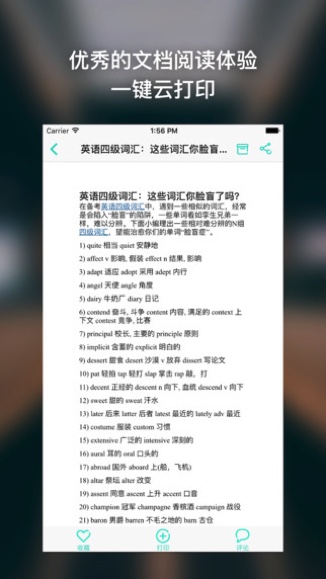 优秀的文档阅读体验
一键云打印
Carrier 1:56 PM
英语四级词汇：这些词汇你脸盲...
英语四级词汇：这些词汇你脸盲了吗？
在备考英语四级词汇中，遇到一些相似的词汇，经常
是会陷入“脸盲”的陷阱，一些单词看如孪生兄弟一
样，难以分辨。下面小编理出一些相对难分辨的N组
四级词汇，望能治愈你们的单词“脸盲症”。
1) quite 相当 quiet 安静地
2) affect v 影响, 假装 effect n 结果, 影响
3) adapt 适应 adopt 采用 adept 内行
4) angel 天使 angle 角度
5) dairy 牛奶厂 diary 日记
6) contend 奋斗, 斗争 content 内容, 满足的 context 上
下文 contest 竞争, 比赛
7) principal 校长, 主要的 principle 原则
8) implicit 含蓄的 explicit 明白的
9) dessert 甜食 desert 沙漠 v 放弃 dissert 写论文
10) pat 轻拍 tap 轻打 slap 掌击 rap 敲，打
11) decent 正经的 descent n 向下, 血统 descend v 向下
12) sweet 甜的 sweat 汗水
13) later 后来 latter 后者 latest 最近的 lately adv 最近
14) costume 服装 custom 习惯
15) extensive 广泛的 intensive 深刻的
16) aural 耳的 oral 口头的
17) abroad 国外 aboard 上(船，飞机)
18) altar 祭坛 alter 改变
19) assent 同意 ascent 上升 accent 口音
20) champion 冠军 champagne 香槟酒 campaign 战役
21) baron 男爵 barren 不毛之地的 barn 古仓
收藏 打印 评论